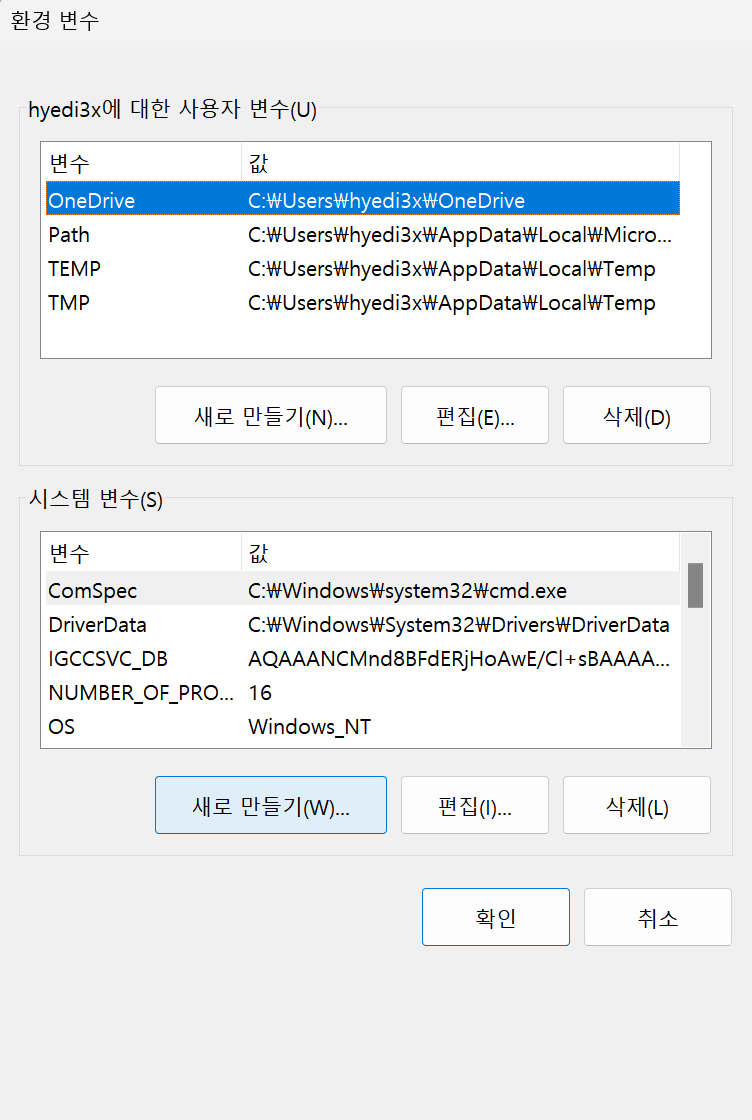 환경 변수
hyedi3x에 대한 사용자 변수(U)
변수 값
OneDrive C:₩Users₩hyedi3x₩OneDrive
Path C:₩Users₩hyedi3x₩AppData₩Local₩Micro...
TEMP C:₩Users₩hyedi3x₩AppData₩Local₩Temp
TMP C:₩Users₩hyedi3x₩AppData₩Local₩Temp
새로 만들기(N)... 편집(E)... 삭제(D)
시스템 변수(S)
변수 값
ComSpec C:₩Windows₩system32₩cmd.exe
DriverData C:₩Windows₩System32₩Drivers₩DriverData
IGCCSVC_DB AQAAANCMnd8BFdERjHoAwE/Cl+sBAAAA...
NUMBER_OF_PRO... 16
OS Windows_NT
새로 만들기(W)... 편집(I)... 삭제(L)
확인 취소